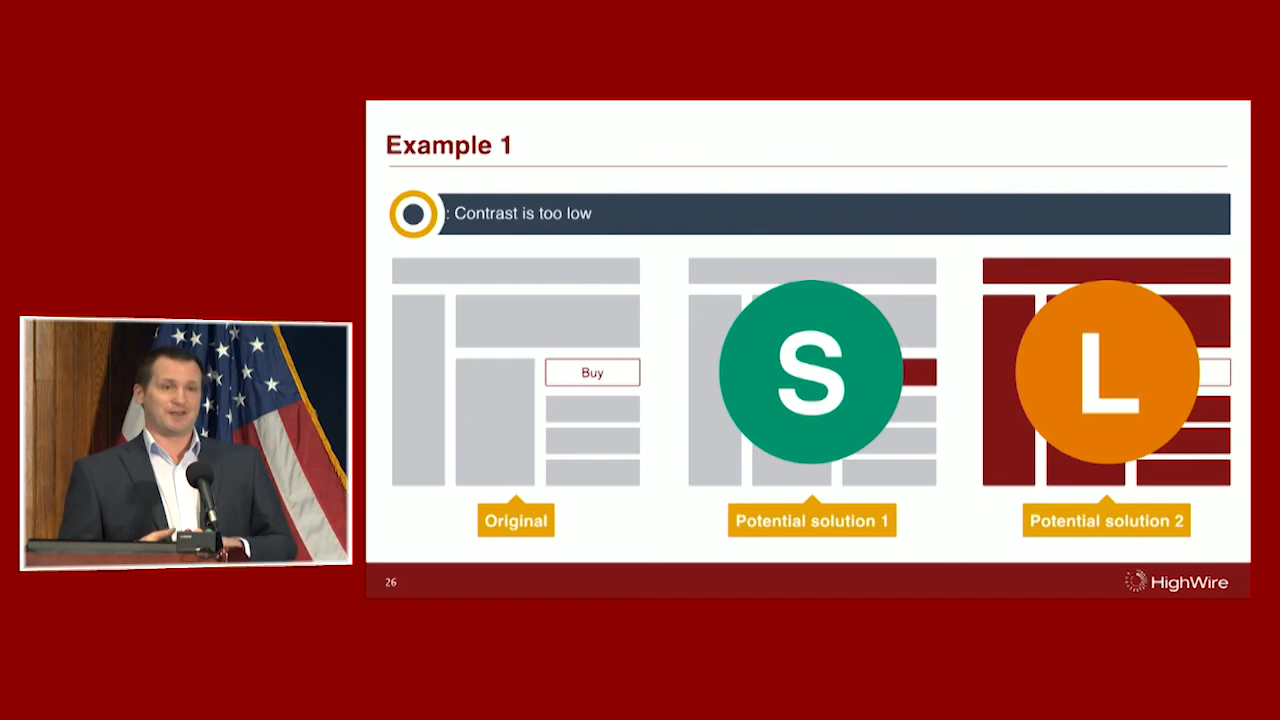 Example 1
: Contrast is too low
Buy
S
L
Original
Potential solution 1
Potential solution 2
26
HighWire